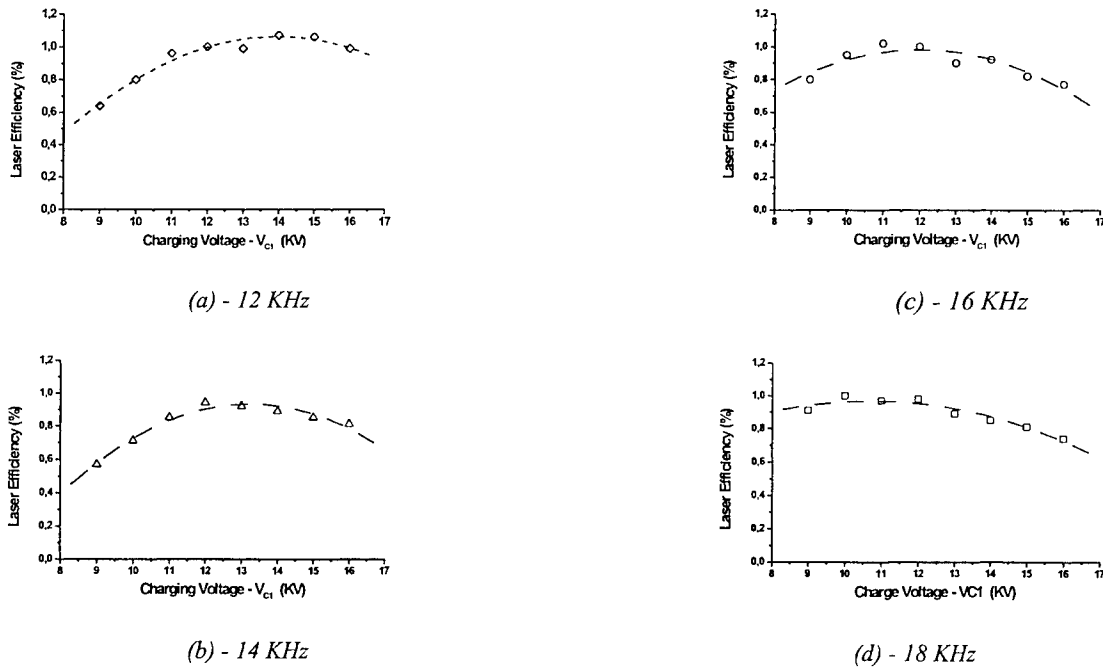 1,2
1,0
0,8
0,6
0,4
0,2
0,0
Laser Efficiency (%)
8 9 10 11 12 13 14 15 16 17
Charging Voltage - VC1 (KV)
(a) - 12 KHz
1,2
1,0
0,8
0,6
0,4
0,2
0,0
Laser Efficiency (%)
8 9 10 11 12 13 14 15 16 17
Charging Voltage - VC1 (KV)
(c) - 16 KHz
1,2
1,0
0,8
0,6
0,4
0,2
0,0
Laser Efficiency (%)
8 9 10 11 12 13 14 15 16 17
Charging Voltage - VC1 (KV)
(b) - 14 KHz
1,2
1,0
0,8
0,6
0,4
0,2
0,0
Laser Efficiency (%)
8 9 10 11 12 13 14 15 16 17
Charge Voltage - VC1 (KV)
(d) - 18 KHz